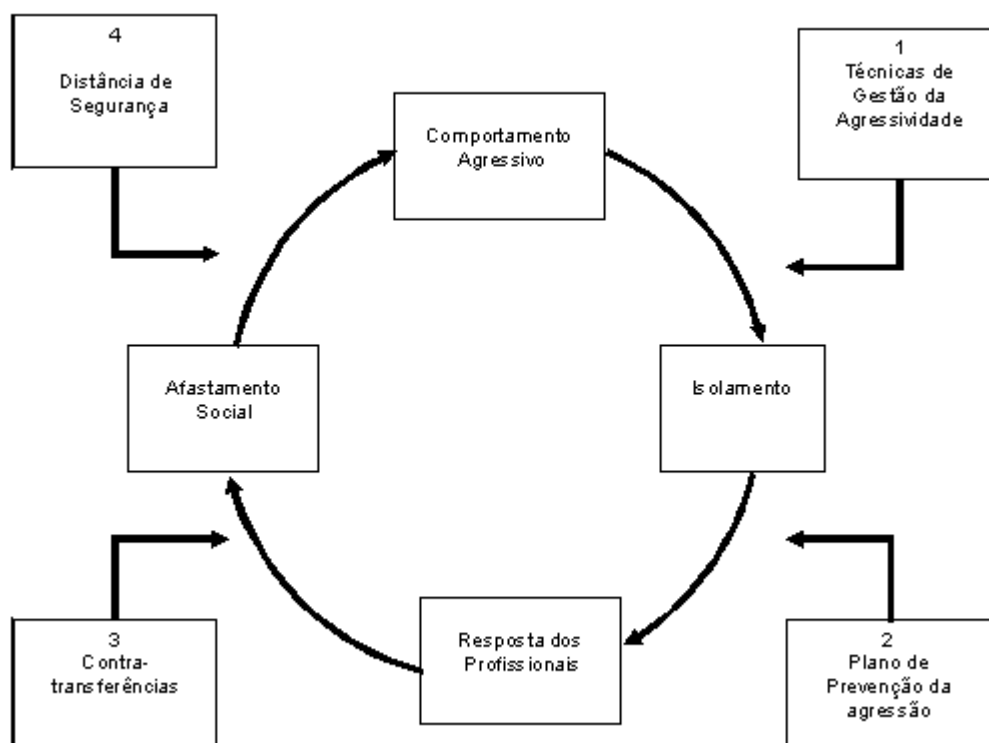 4
Distância de
Segurança
1
Técnicas de
Gestão da
Agressividade
Comportamento
Agressivo
Afastamento
Social
Isolamento
Resposta dos
Profissionais
3
Contra-
transferências
2
Plano de
Prevenção da
agressão